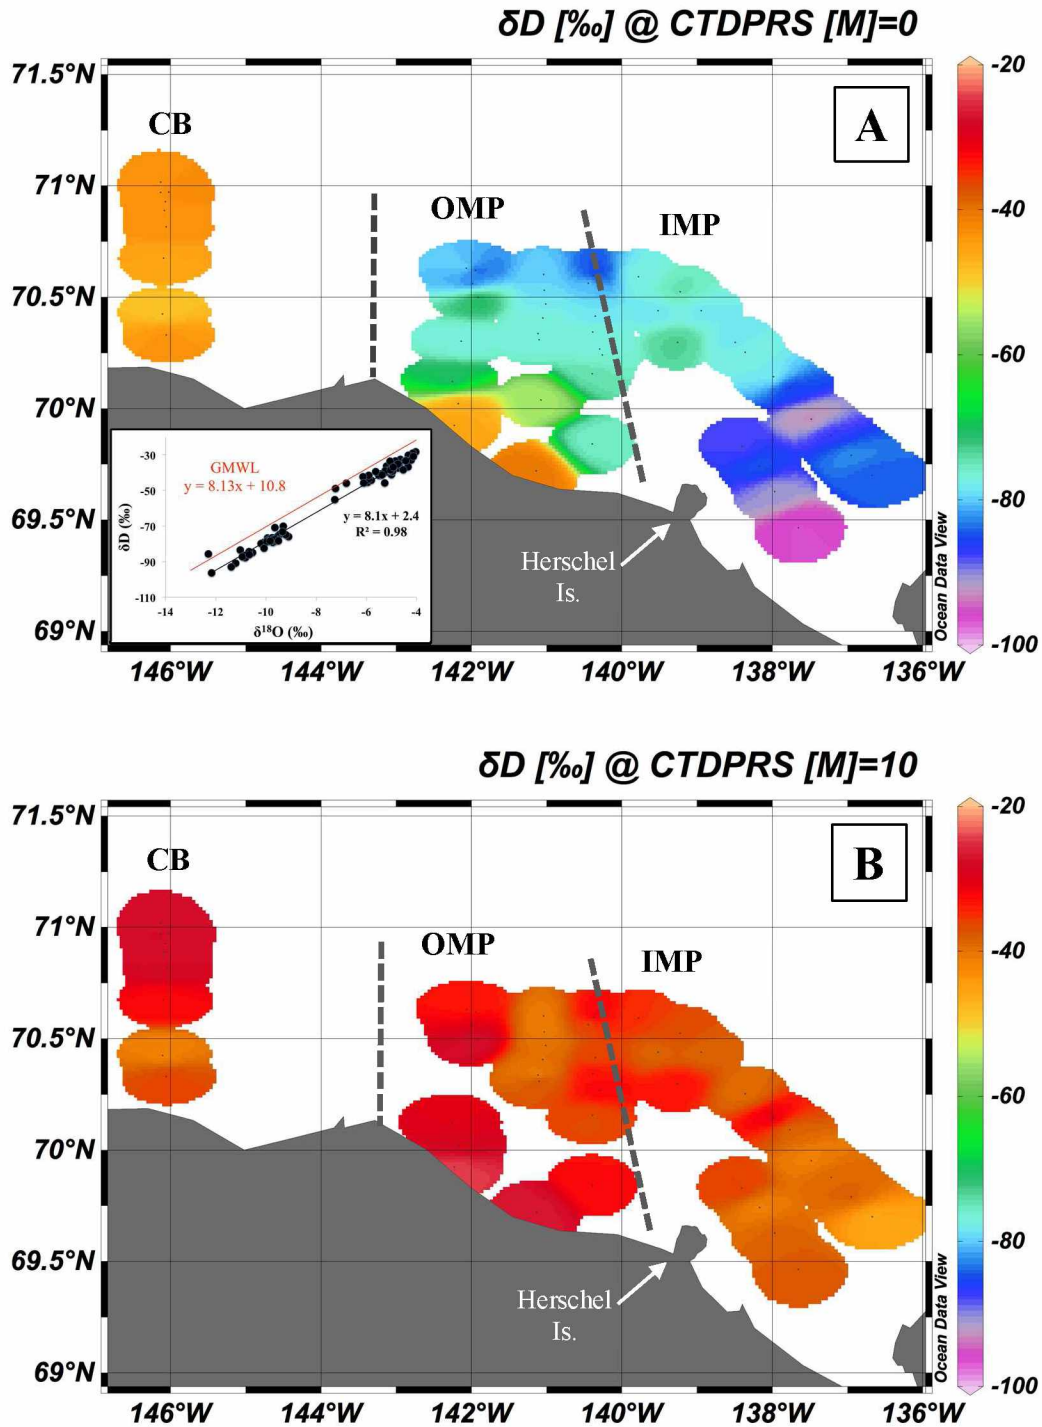 δD [‰] @ CTDPRS [M]=0
71.5°N
71°N
70.5°N
70°N
69.5°N
69°N
CB
OMP
IMP
A
-20
-40
-60
-80
-100
GMWL
y = 8.13x + 10.8
y = 8.1x + 2.4
R² = 0.98
δD (‰)
-30
-50
-70
-90
-110
-14
-12
-10
-8
-6
-4
δ¹⁸O (‰)
Herschel
Is.
Ocean Data View
146°W
144°W
142°W
140°W
138°W
136°W
δD [‰] @ CTDPRS [M]=10
71.5°N
71°N
70.5°N
70°N
69.5°N
69°N
CB
OMP
IMP
B
-20
-40
-60
-80
-100
Herschel
Is.
Ocean Data View
146°W
144°W
142°W
140°W
138°W
136°W